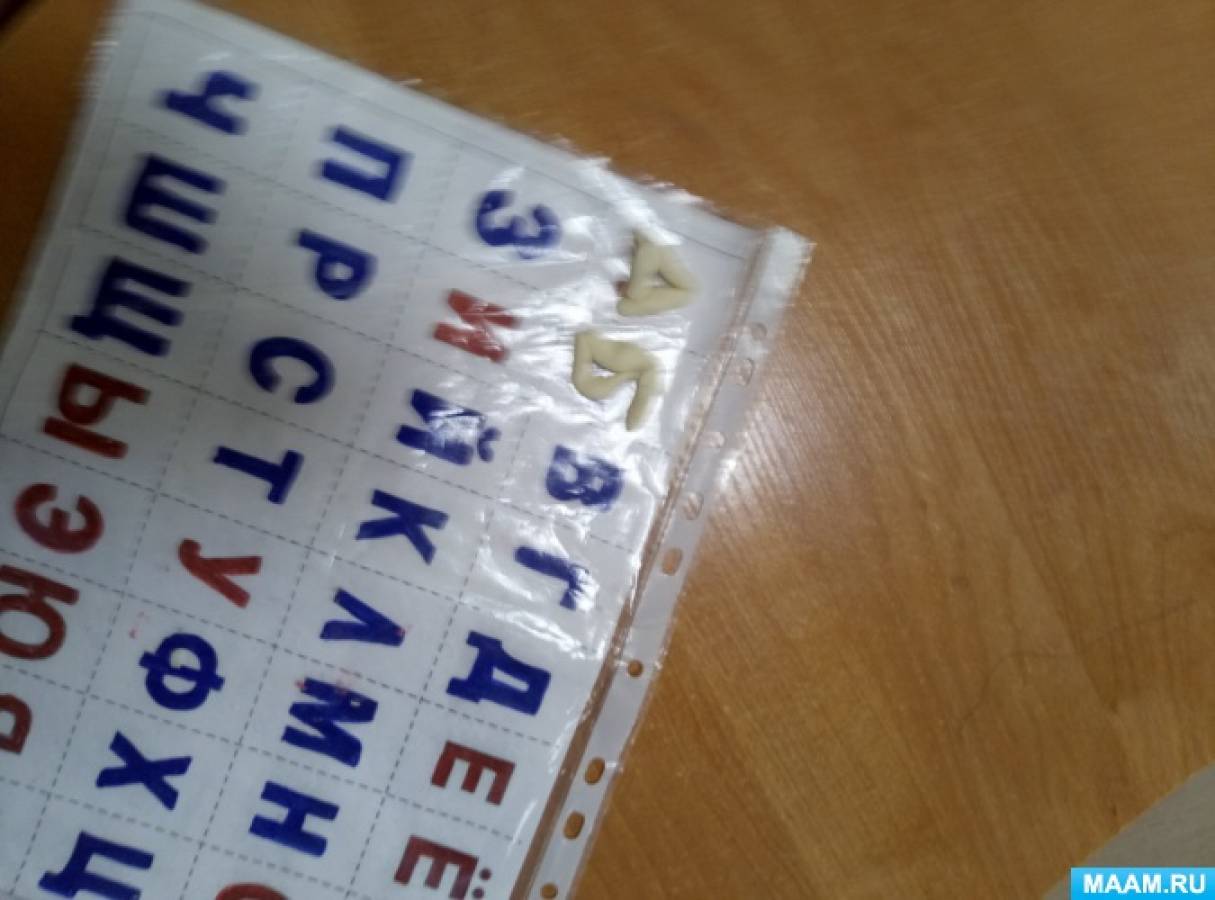 А Б В Г Д Е Ё
З И Й К Л М Н О
П Р С Т У Ф Х Ц
Ч Ш Щ Ы Э Ю Я
MAAM.RU